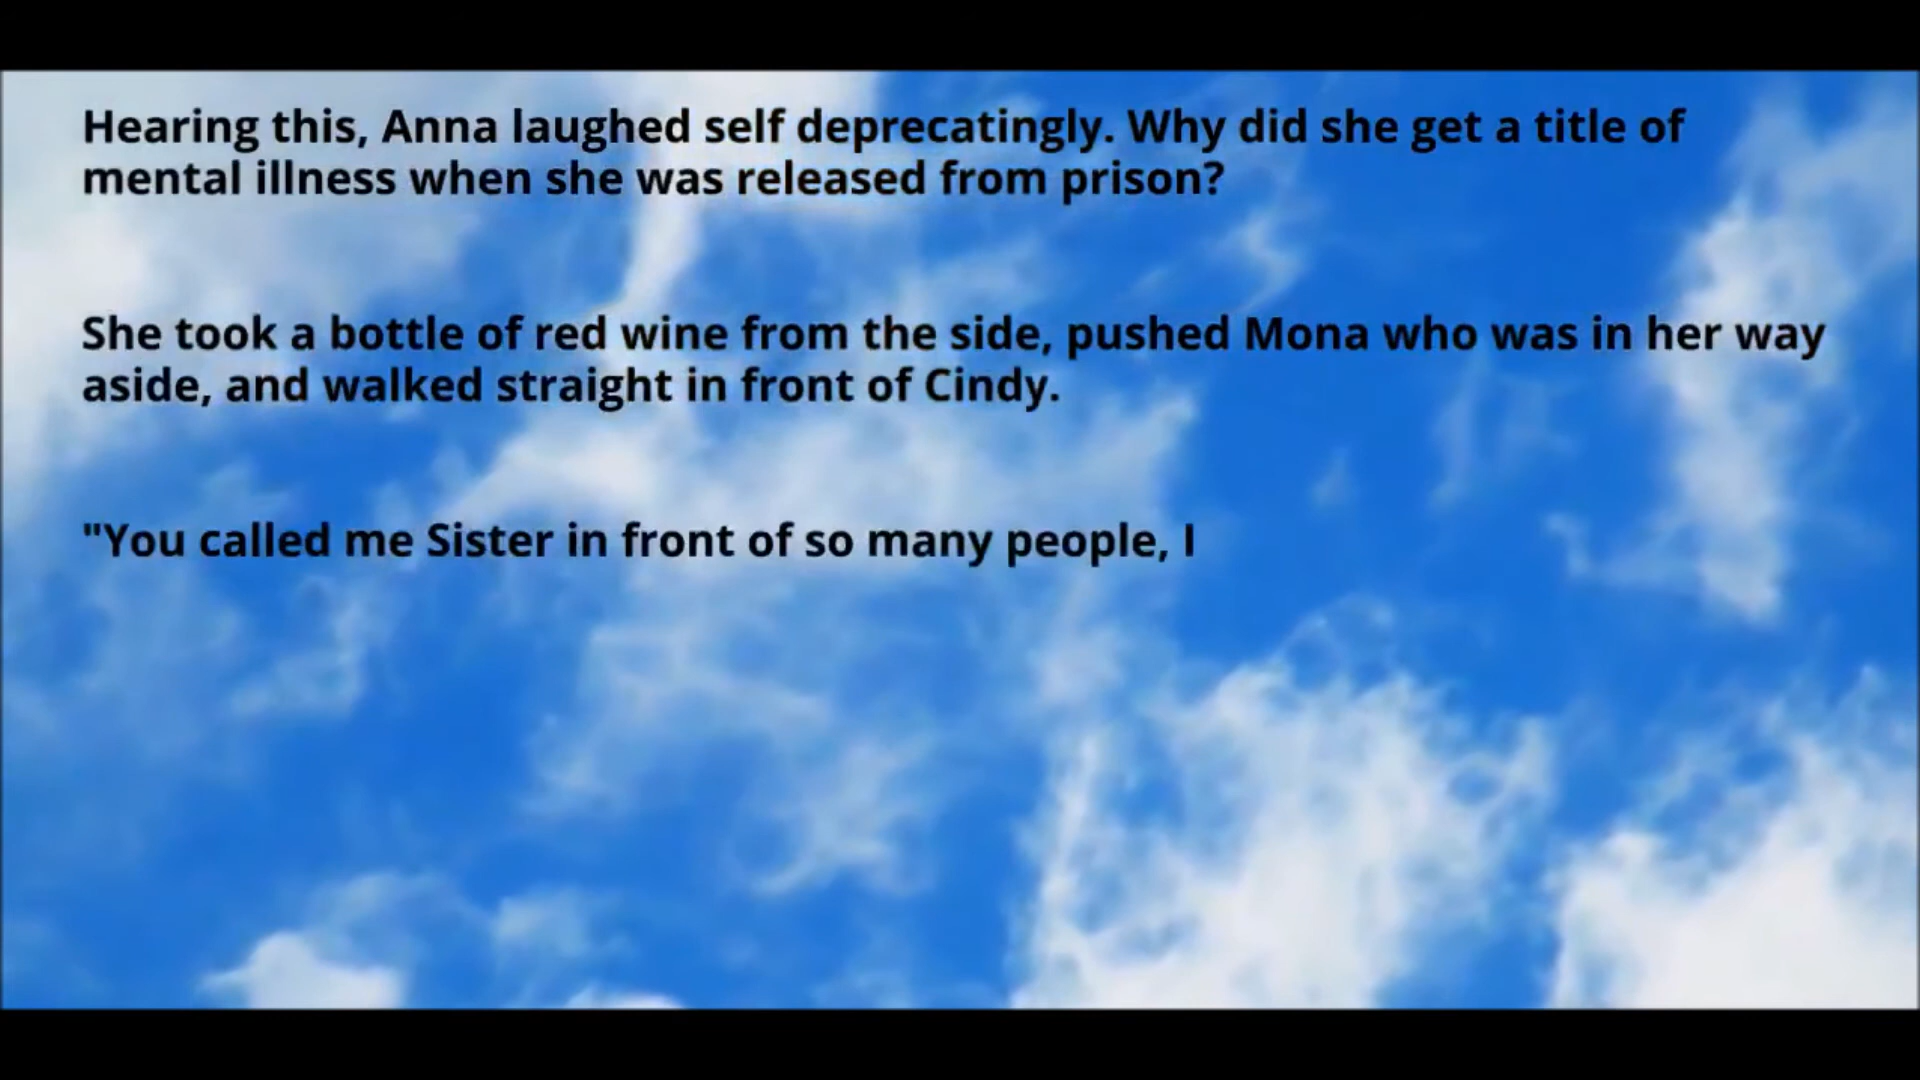 Hearing this, Anna laughed self deprecatingly. Why did she get a title of
mental illness when she was released from prison?
She took a bottle of red wine from the side, pushed Mona who was in her way
aside, and walked straight in front of Cindy.
"You called me Sister in front of so many people, I